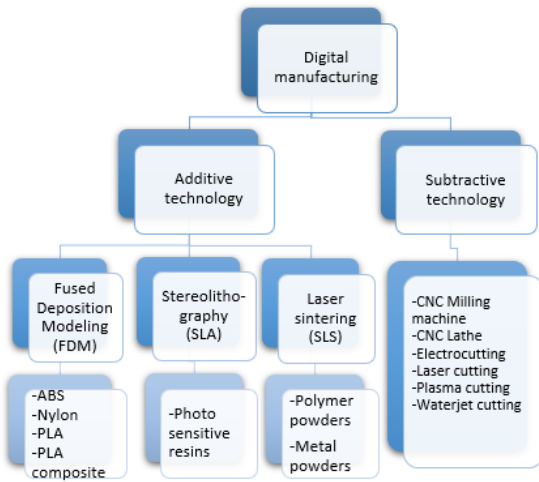 Digital
manufacturing
Additive
technology
Subtractive
technology
Fused
Deposition
Modeling
(FDM)
Stereolitho-
graphy
(SLA)
Laser
sintering
(SLS)
-CNC Milling
machine
-CNC Lathe
-Electrocutting
-Laser cutting
-Plasma cutting
-Waterjet cutting
-ABS
-Nylon
-PLA
-PLA
composite
-Photo
sensitive
resins
-Polymer
powders
-Metal
powders